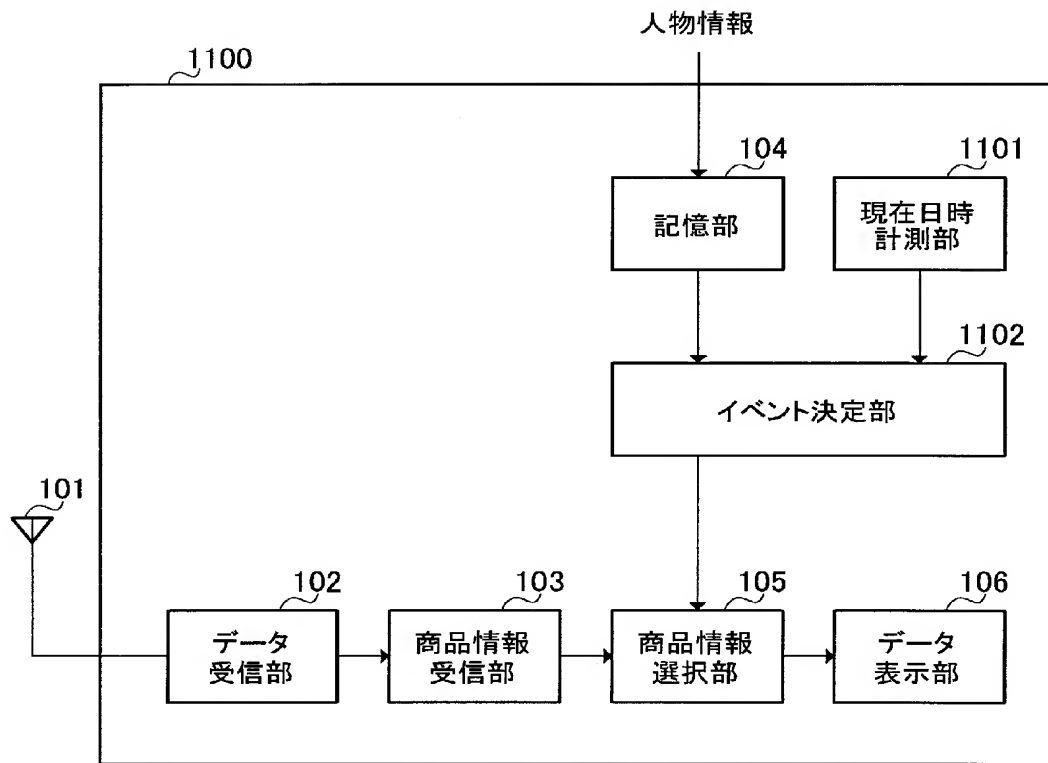 人物情報
1100
104
1101
記憶部
現在日時
計測部
1102
イベント決定部
101
102
103
105
106
データ
受信部
商品情報
受信部
商品情報
選択部
データ
表示部